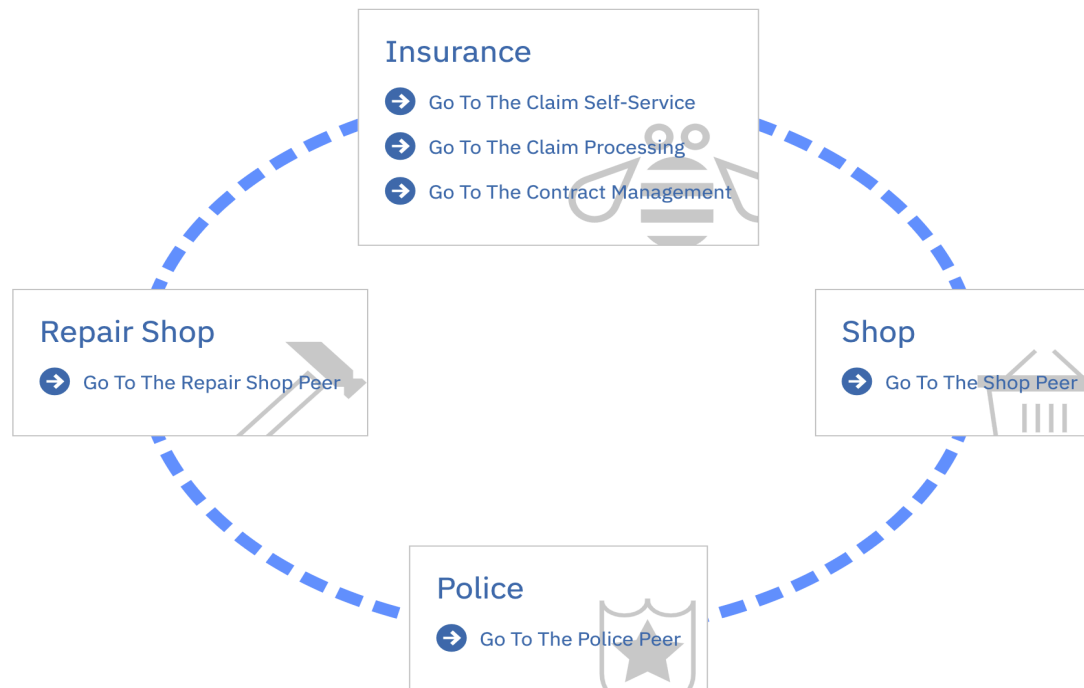 Insurance
Go To The Claim Self-Service
Go To The Claim Processing
Go To The Contract Management
Repair Shop
Go To The Repair Shop Peer
Shop
Go To The Shop Peer
Police
Go To The Police Peer